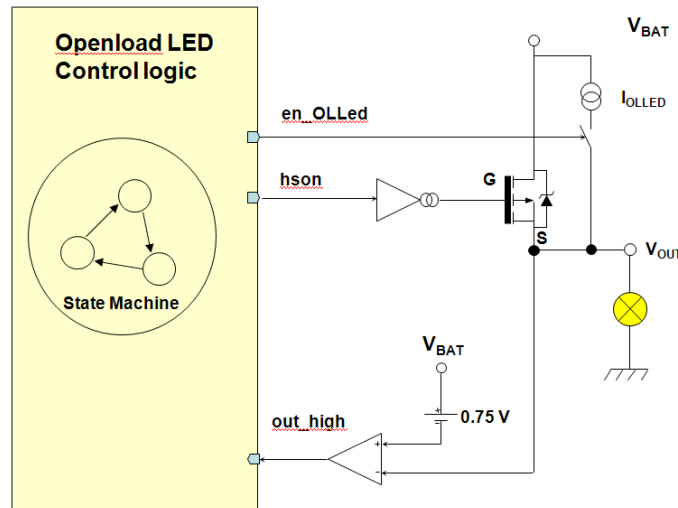 Openload LED
Control logic
V_BAT
I_OLLED
en_OLLed
hson
G
S
V_OUT
State Machine
V_BAT
0.75 V
out_high
+
-
+
-